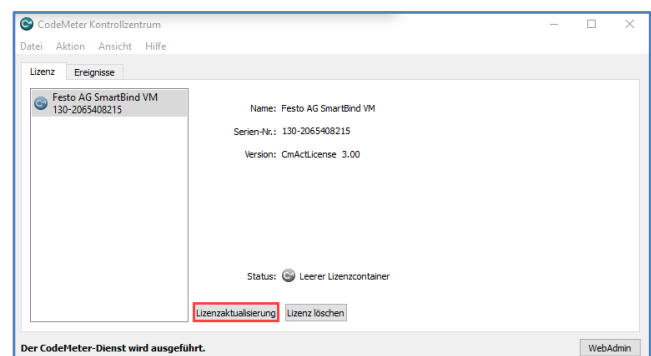 CodeMeter Kontrollzentrum
Datei Aktion Ansicht Hilfe
Lizenz Ereignisse
Festo AG SmartBind VM
130-2065408215
Name: Festo AG SmartBind VM
Serien-Nr.: 130-2065408215
Version: CmActLicense 3.00
Status: Leerer Lizenzcontainer
Lizenzaktualisierung Lizenz löschen
Der CodeMeter-Dienst wird ausgeführt. WebAdmin